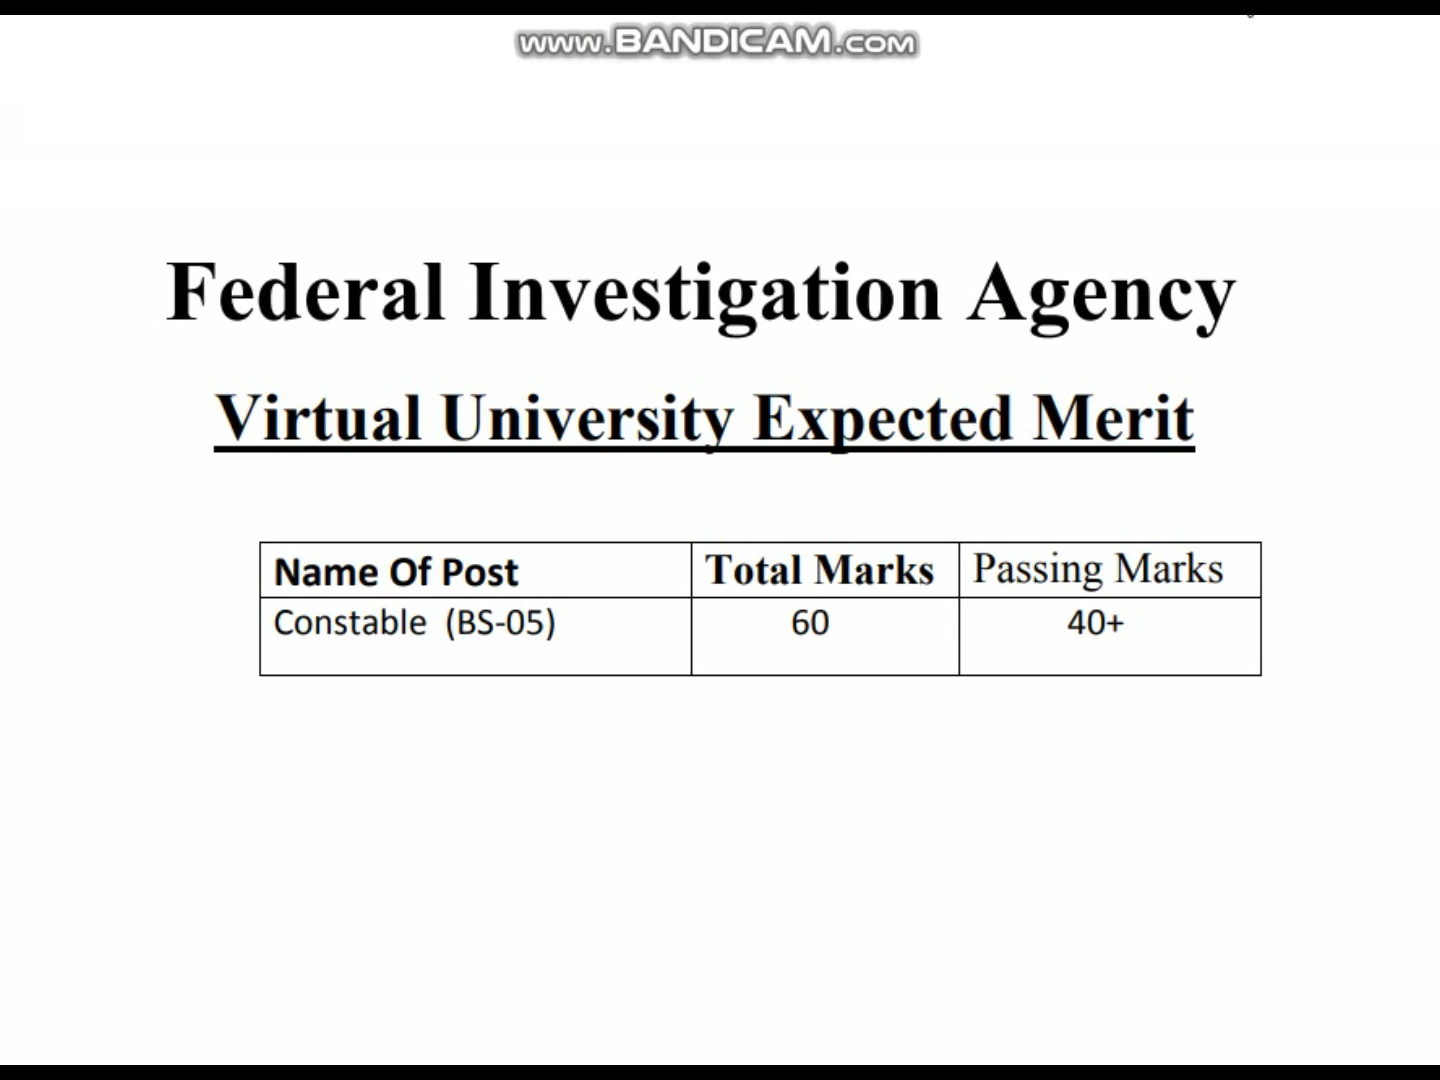 www.BANDICAM.com
Federal Investigation Agency
Virtual University Expected Merit
Name Of Post Total Marks Passing Marks
Constable (BS-05) 60 40+